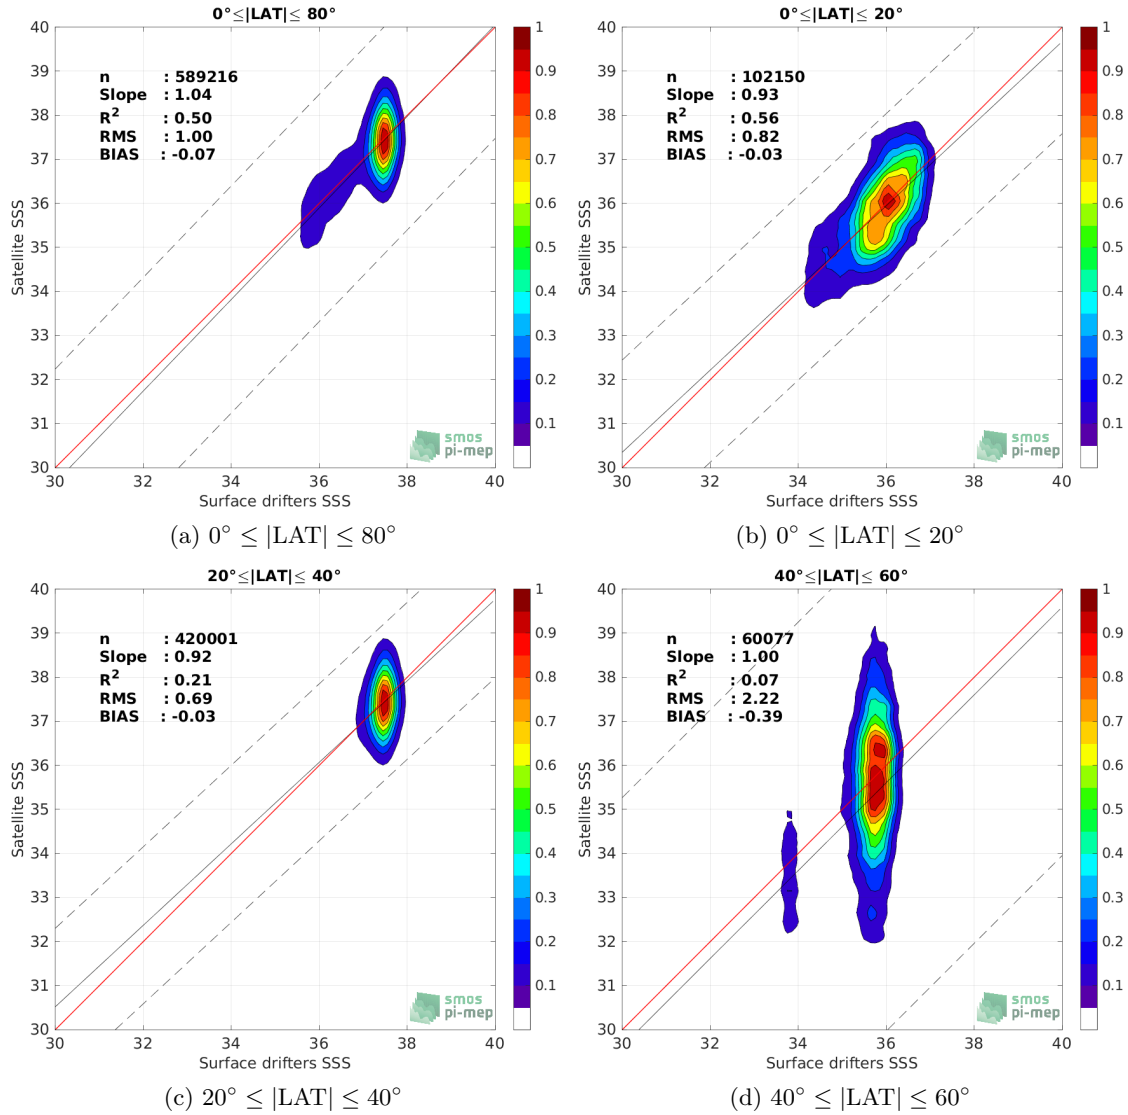 0°≤|LAT|≤ 80°
n : 589216
Slope : 1.04
R² : 0.50
RMS : 1.00
BIAS : -0.07
40
39
38
37
36
35
34
33
32
31
30
30 32 34 36 38 40
Satellite SSS
Surface drifters SSS
1
0.9
0.8
0.7
0.6
0.5
0.4
0.3
0.2
0.1
smos
pi-mep
(a) 0° ≤ |LAT| ≤ 80°
0°≤|LAT|≤ 20°
n : 102150
Slope : 0.93
R² : 0.56
RMS : 0.82
BIAS : -0.03
40
39
38
37
36
35
34
33
32
31
30
30 32 34 36 38 40
Satellite SSS
Surface drifters SSS
1
0.9
0.8
0.7
0.6
0.5
0.4
0.3
0.2
0.1
smos
pi-mep
(b) 0° ≤ |LAT| ≤ 20°
20°≤|LAT|≤ 40°
n : 420001
Slope : 0.92
R² : 0.21
RMS : 0.69
BIAS : -0.03
40
39
38
37
36
35
34
33
32
31
30
30 32 34 36 38 40
Satellite SSS
Surface drifters SSS
1
0.9
0.8
0.7
0.6
0.5
0.4
0.3
0.2
0.1
smos
pi-mep
(c) 20° ≤ |LAT| ≤ 40°
40°≤|LAT|≤ 60°
n : 60077
Slope : 1.00
R² : 0.07
RMS : 2.22
BIAS : -0.39
40
39
38
37
36
35
34
33
32
31
30
30 32 34 36 38 40
Satellite SSS
Surface drifters SSS
1
0.9
0.8
0.7
0.6
0.5
0.4
0.3
0.2
0.1
smos
pi-mep
(d) 40° ≤ |LAT| ≤ 60°